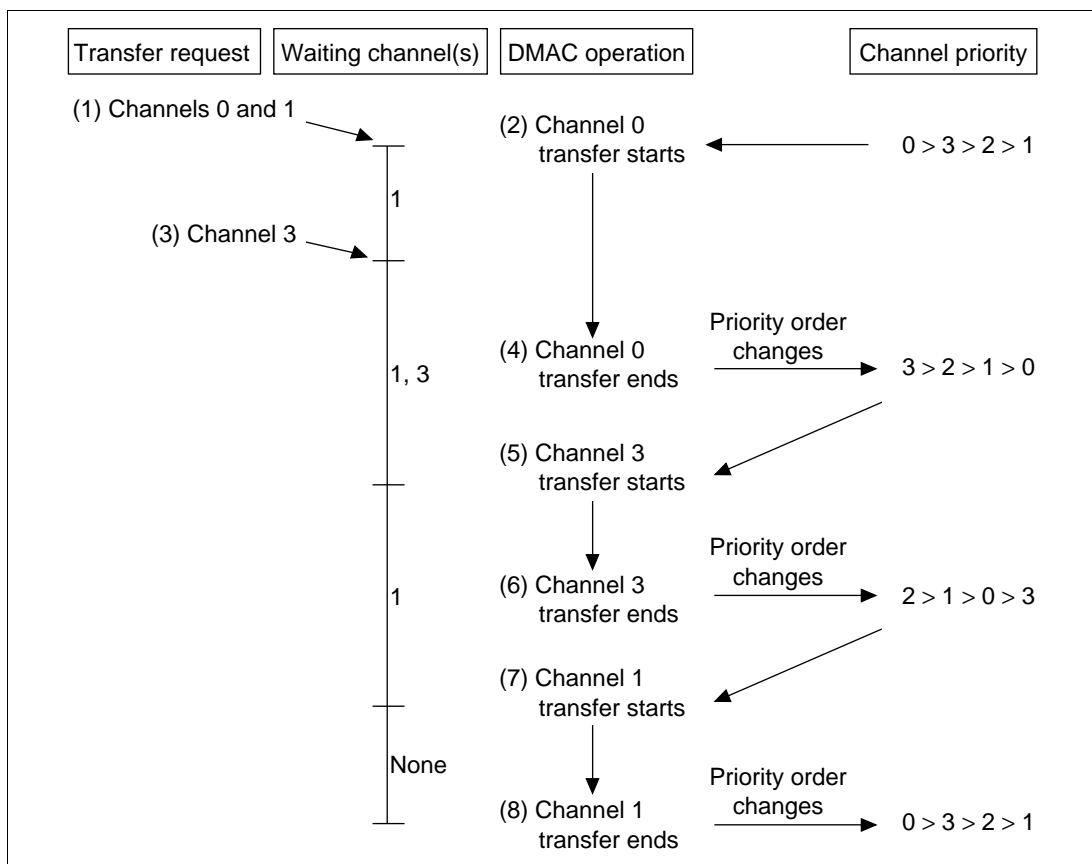 Transfer request
Waiting channel(s)
DMAC operation
Channel priority
(1) Channels 0 and 1
(2) Channel 0
transfer starts
0 > 3 > 2 > 1
1
(3) Channel 3
Priority order
changes
(4) Channel 0
transfer ends
3 > 2 > 1 > 0
1, 3
(5) Channel 3
transfer starts
Priority order
changes
(6) Channel 3
transfer ends
2 > 1 > 0 > 3
1
(7) Channel 1
transfer starts
None
Priority order
changes
(8) Channel 1
transfer ends
0 > 3 > 2 > 1